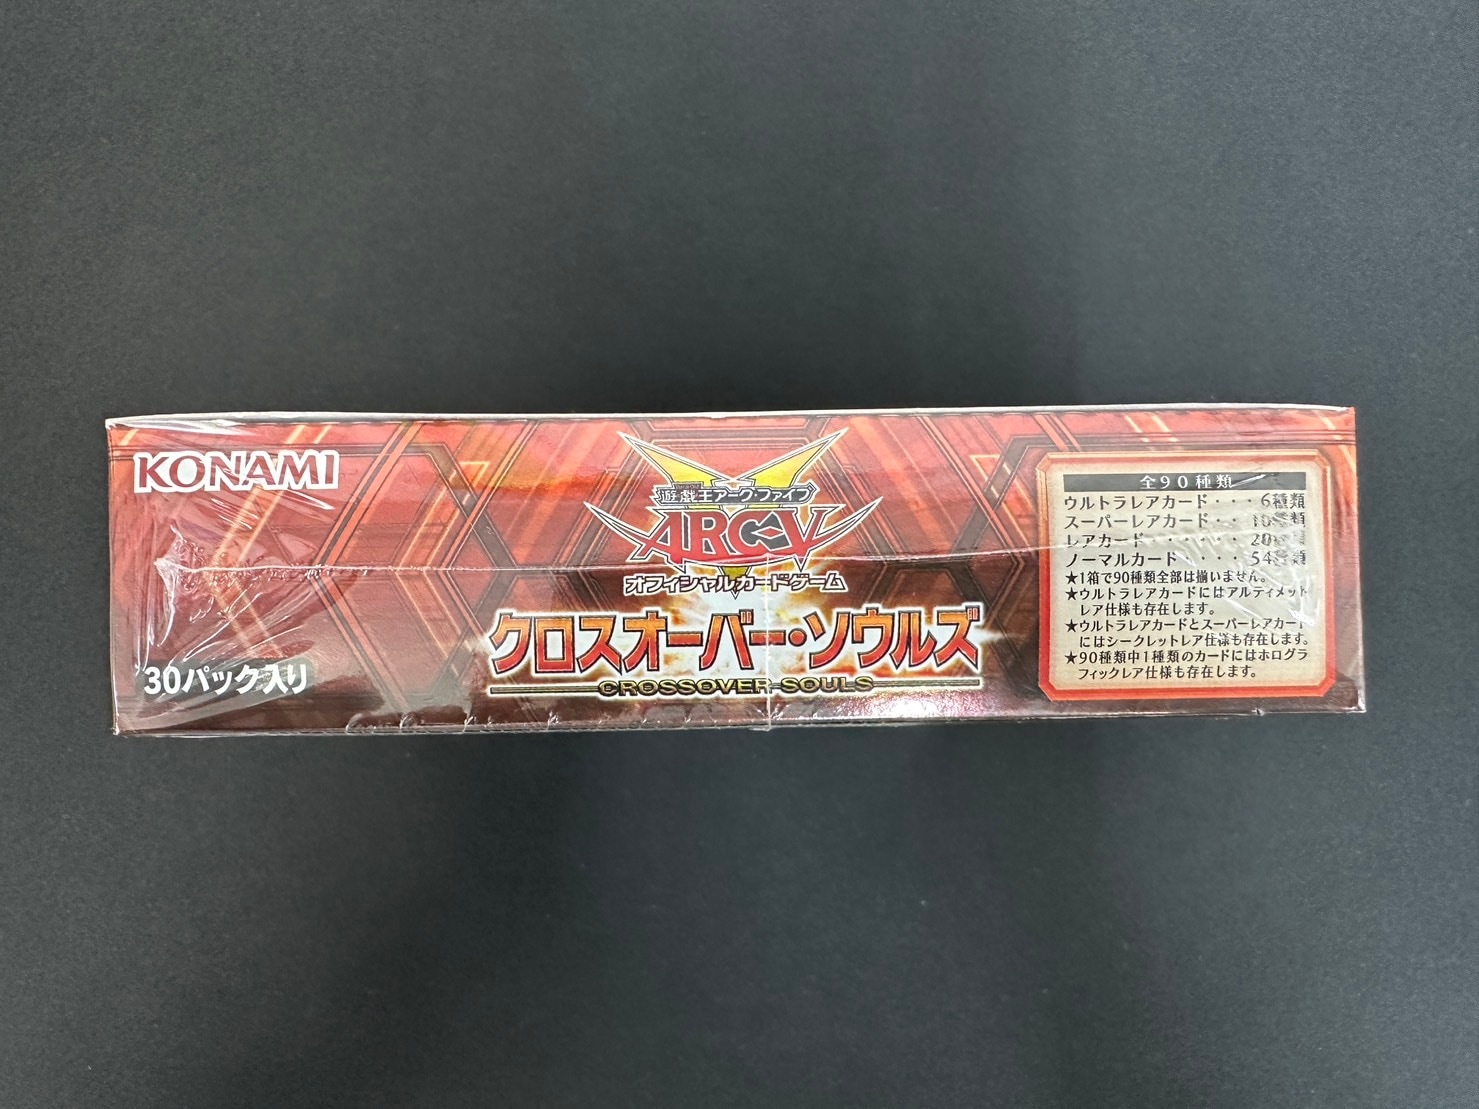 KONAMI
遊戯王アーク・ファイブ
ARC-V
オフィシャルカードゲーム
クロスオーバー・ソウルズ
CROSSOVER SOULS
30パック入り
全90種類
ウルトラレアカード・・・6種類
スーパーレアカード・・10種類
レアカード・・・・・・20種類
ノーマルカード・・・・54種類
★1箱で90種類全部は揃いません。
★ウルトラレアカードにはアルティメット
レア仕様も存在します。
★ウルトラレアカードとスーパーレアカード
にはシークレットレア仕様も存在します。
★90種類中1種類のカードにはホログラ
フィックレア仕様も存在します。